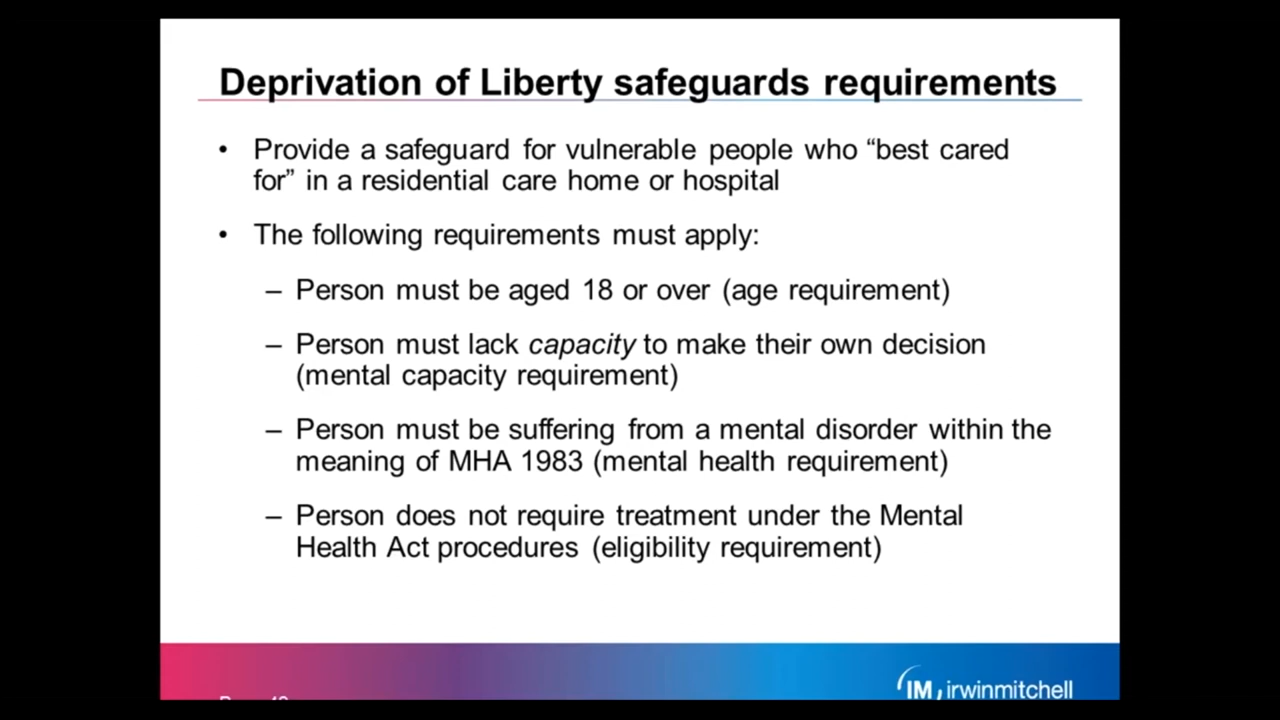 Deprivation of Liberty safeguards requirements
• Provide a safeguard for vulnerable people who “best cared
for” in a residential care home or hospital
• The following requirements must apply:
– Person must be aged 18 or over (age requirement)
– Person must lack capacity to make their own decision
(mental capacity requirement)
– Person must be suffering from a mental disorder within the
meaning of MHA 1983 (mental health requirement)
– Person does not require treatment under the Mental
Health Act procedures (eligibility requirement)
IM irwinmitchell